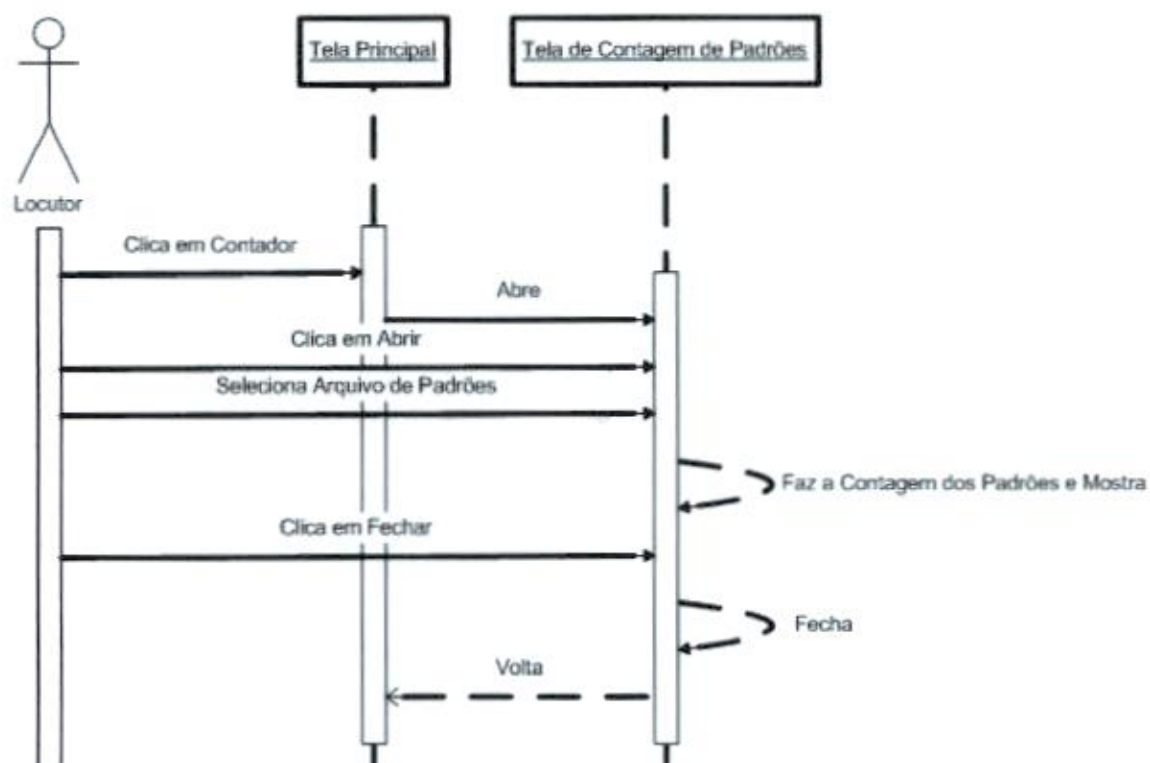 Tela Principal
Tela de Contagem de Padrões
Locutor
Clica em Contador
Abre
Clica em Abrir
Seleciona Arquivo de Padrões
Faz a Contagem dos Padrões e Mostra
Clica em Fechar
Fecha
Volta